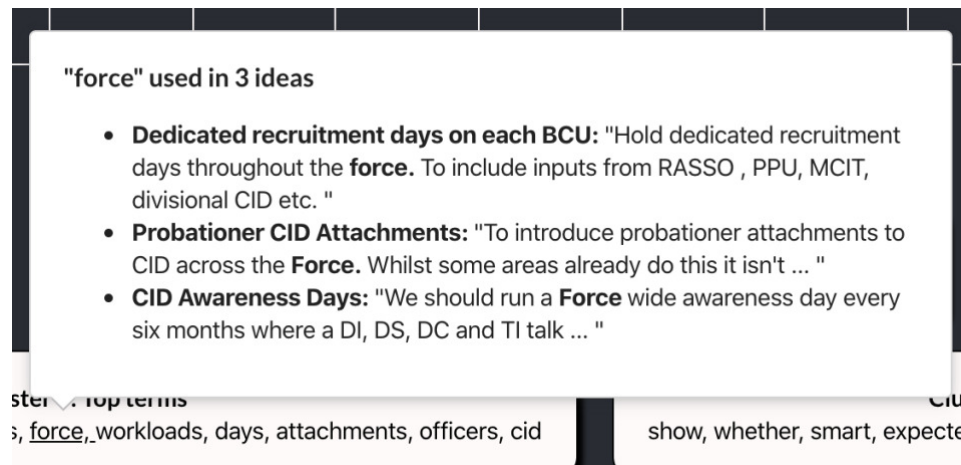 "force" used in 3 ideas
• Dedicated recruitment days on each BCU: "Hold dedicated recruitment
days throughout the force. To include inputs from RASSO , PPU, MCIT,
divisional CID etc. "
• Probationer CID Attachments: "To introduce probationer attachments to
CID across the Force. Whilst some areas already do this it isn't ... "
• CID Awareness Days: "We should run a Force wide awareness day every
six months where a DI, DS, DC and TI talk ... "
Top terms
force, workloads, days, attachments, officers, cid
show, whether, smart,